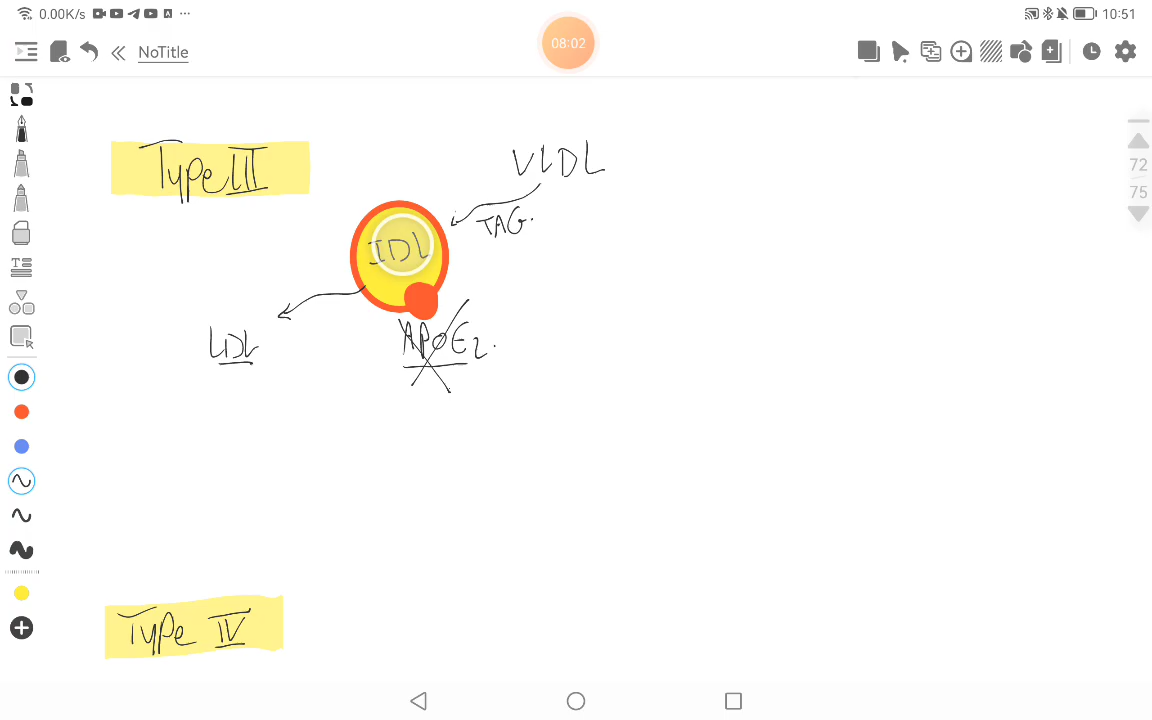 0.00K/s
A
10:51
NoTitle
08:02
Type III
VLDL
TAG.
IDL
LDL
APOE2.
72
75
Type IV